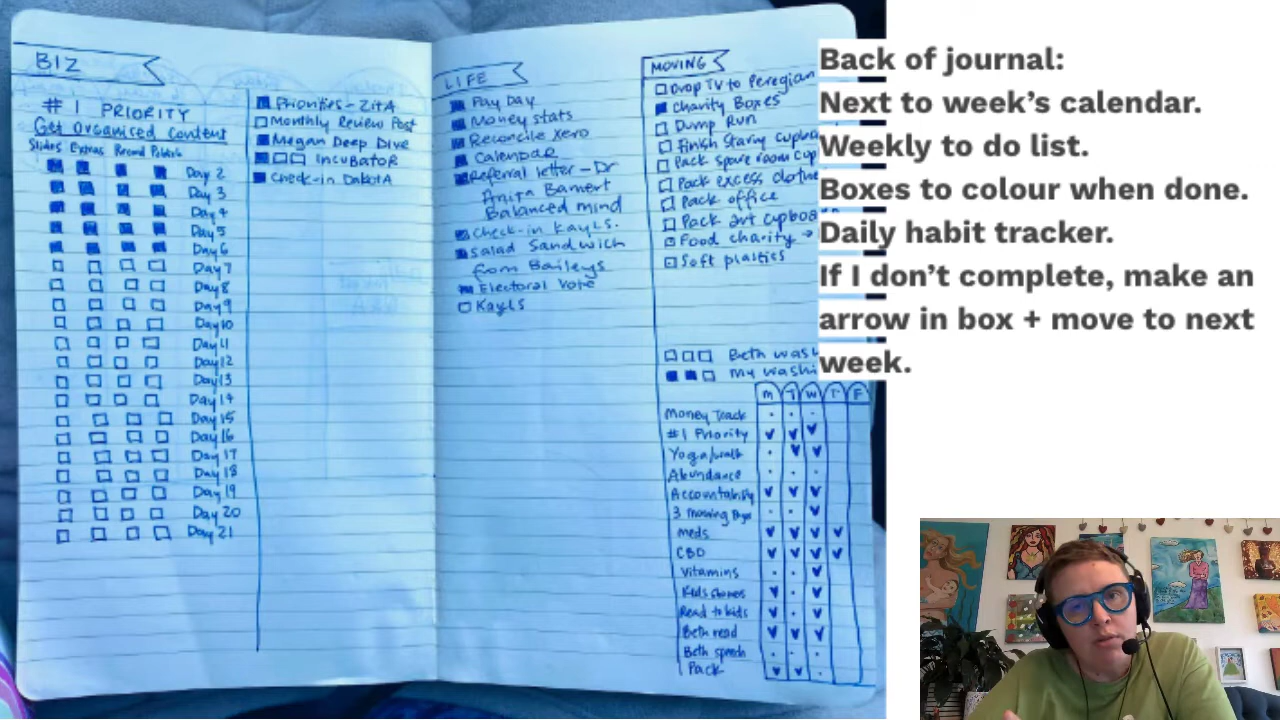 BIZ
#1 PRIORITY
Get Organised Content
Slides Extras Record Publish
Day 2
Day 3
Day 4
Day 5
Day 6
Day 7
Day 8
Day 9
Day 10
Day 11
Day 12
Day 13
Day 14
Day 15
Day 16
Day 17
Day 18
Day 19
Day 20
Day 21
Priorities - Zita
Monthly Review Post
Megan Deep Dive
Incubator
Check-in Dakota
LIFE
Pay Day
Money stats
Reconcile Xero
Calendar
Referral letter - Dr
Anita Bamert
Balanced mind
Check-in Kayls.
Salad Sandwich
from Baileys
Electoral Vote
Kayls
MOVING
Drop TV to Peregian
Charity Boxes
Dump Run
Finish Staring
Pack spare room cup
Pack excess clothe
Pack office
Pack art cupboa
Food charity →
Soft plastics
Beth wash
My washi
M T W T F
Money Track
#1 Priority
Yoga/walk
Abundance
Accountability
3 moving
Meds
CBD
Vitamins
Kids
Read to kids
Beth read
Beth speech
Pack
Back of journal:
Next to week's calendar.
Weekly to do list.
Boxes to colour when done.
Daily habit tracker.
If I don't complete, make an
arrow in box + move to next
week.